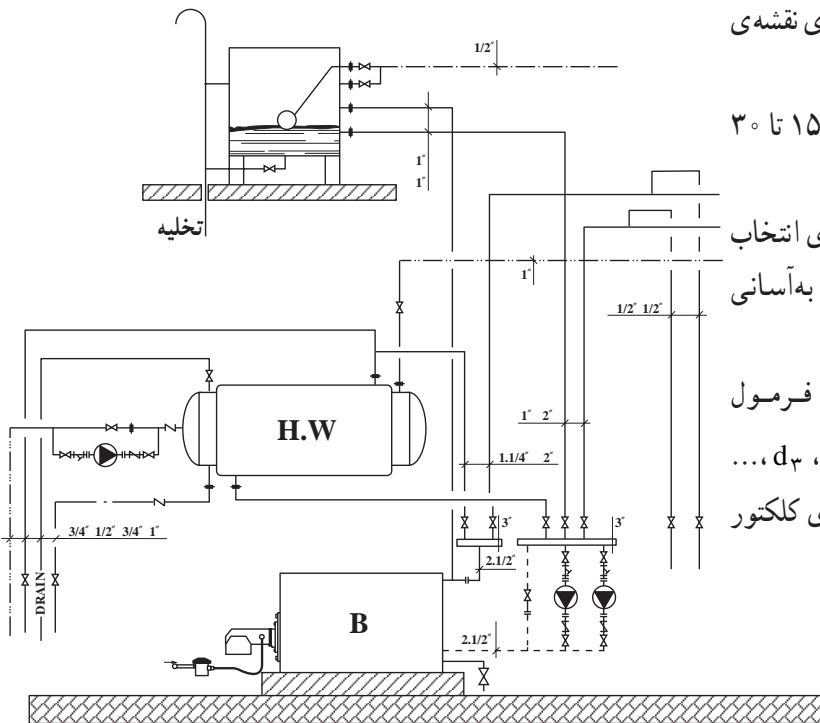 ی نقشه‌ی
1/2"
۱۵ تا ۳۰
1"
1"
تخلیه
ی انتخاب
1"
به‌آسانی
1/2" 1/2"
فرمول
1" 2"
H.W
1.1/4" 2"
، d۳ ،...
ی کلکتور
3"
3"
3/4" 1/2" 3/4" 1"
2.1/2"
DRAIN
B
2.1/2"